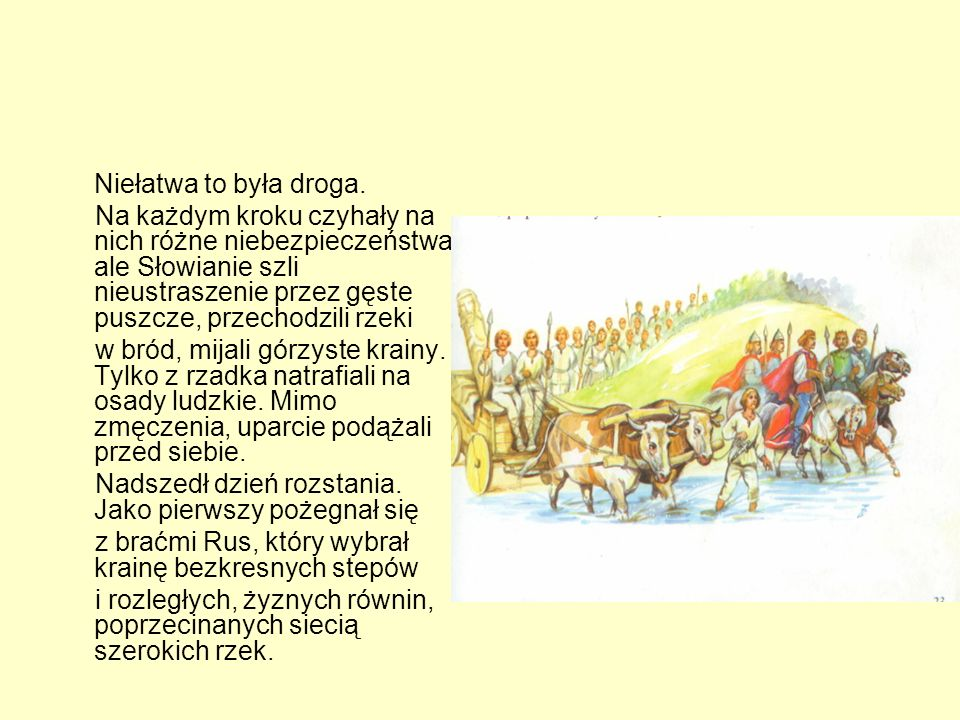 Niełatwa to była droga.
Na każdym kroku czyhały na
nich różne niebezpieczeństwa
ale Słowianie szli
nieustraszenie przez gęste
puszcze, przechodzili rzeki
w bród, mijali górzyste krainy.
Tylko z rzadka natrafiali na
osady ludzkie. Mimo
zmęczenia, uparcie podążali
przed siebie.
Nadszedł dzień rozstania.
Jako pierwszy pożegnał się
z braćmi Rus, który wybrał
krainę bezkresnych stepów
i rozległych, żyznych równin,
poprzecinanych siecią
szerokich rzek.